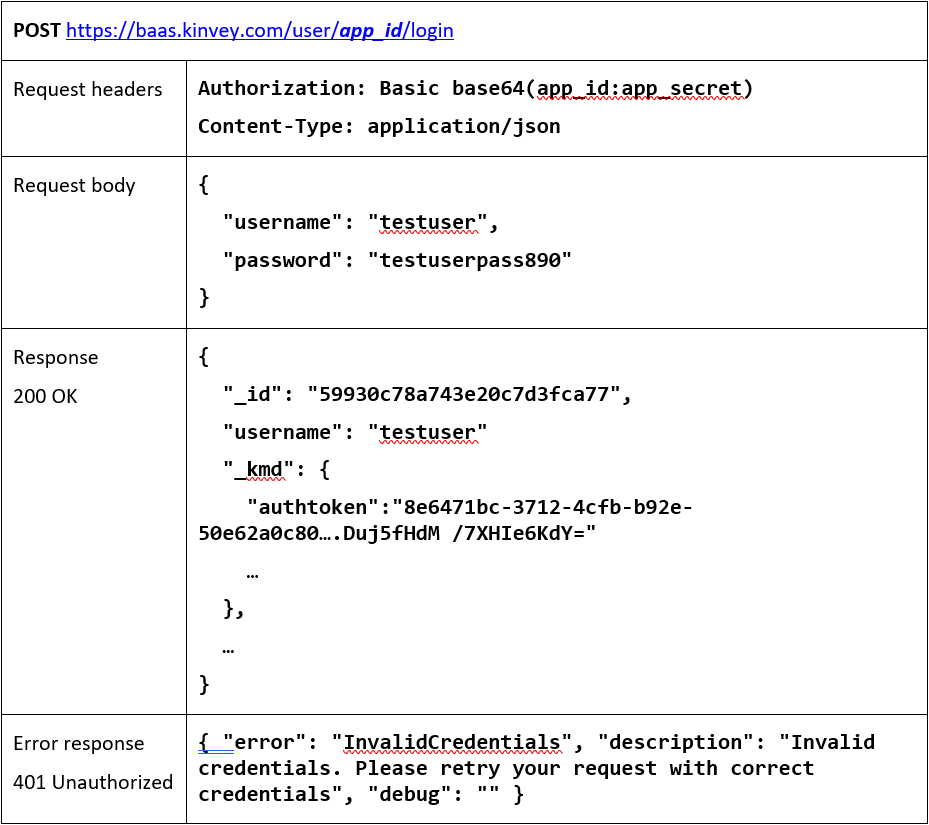 POST https://baas.kinvey.com/user/app_id/login
Request headers
Authorization: Basic base64(app_id:app_secret)
Content-Type: application/json
Request body
{
"username": "testuser",
"password": "testuserpass890"
}
Response
200 OK
{
"_id": "59930c78a743e20c7d3fca77",
"username": "testuser"
"_kmd": {
"authtoken":"8e6471bc-3712-4cfb-b92e-
50e62a0c80….Duj5fHdM /7XHIe6KdY="
…
},
…
}
Error response
401 Unauthorized
{ "error": "InvalidCredentials", "description": "Invalid
credentials. Please retry your request with correct
credentials", "debug": "" }